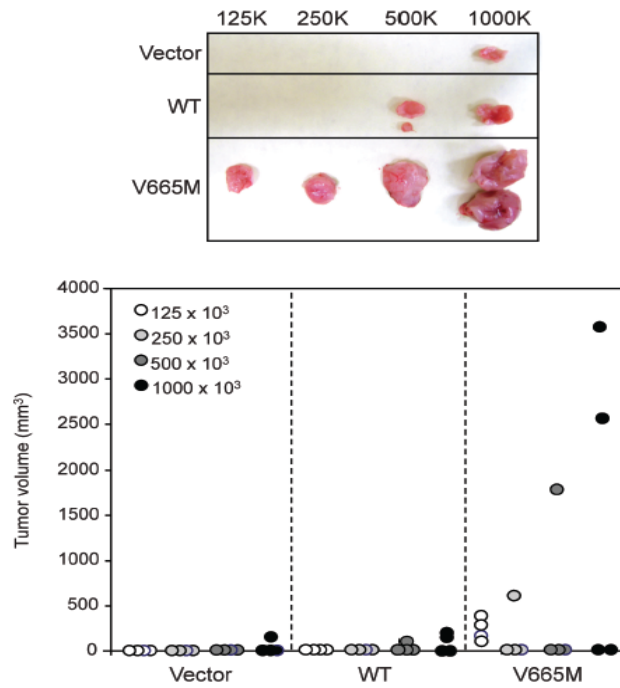 125K 250K 500K 1000K
Vector
WT
V665M
4000
3500
3000
2500
2000
1500
1000
500
0
Tumor volume (mm³)
125 x 10³
250 x 10³
500 x 10³
1000 x 10³
Vector WT V665M